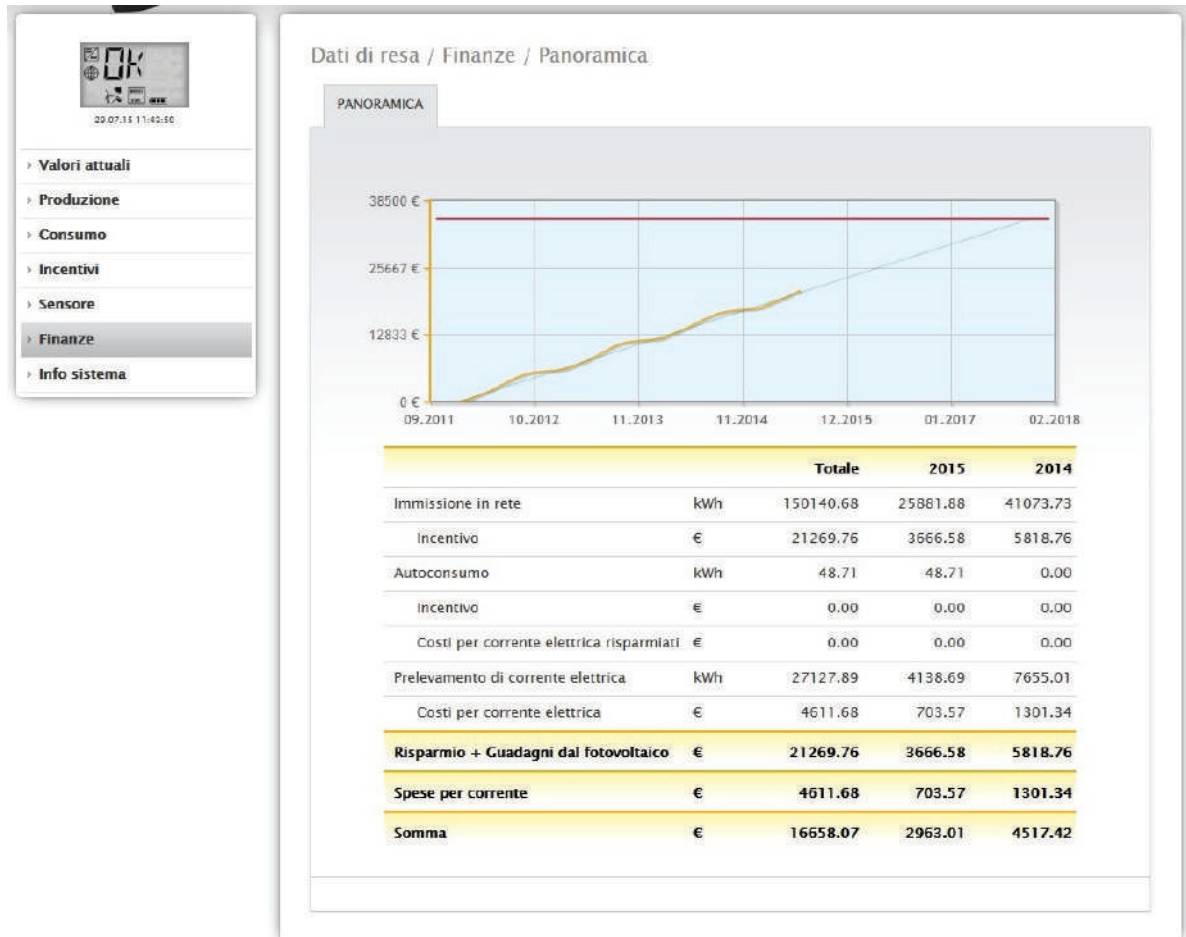 OK
29.07.15 11:43:50
Valori attuali
Produzione
Consumo
Incentivi
Sensore
Finanze
Info sistema
Dati di resa / Finanze / Panoramica
PANORAMICA
38500 €
25667 €
12833 €
0 €
09.2011 10.2012 11.2013 11.2014 12.2015 01.2017 02.2018
Totale 2015 2014
Immissione in rete kWh 150140.68 25881.88 41073.73
Incentivo € 21269.76 3666.58 5818.76
Autoconsumo kWh 48.71 48.71 0.00
Incentivo € 0.00 0.00 0.00
Costi per corrente elettrica risparmiati € 0.00 0.00 0.00
Prelevamento di corrente elettrica kWh 27127.89 4138.69 7655.01
Costi per corrente elettrica € 4611.68 703.57 1301.34
Risparmio + Guadagni dal fotovoltaico € 21269.76 3666.58 5818.76
Spese per corrente € 4611.68 703.57 1301.34
Somma € 16658.07 2963.01 4517.42